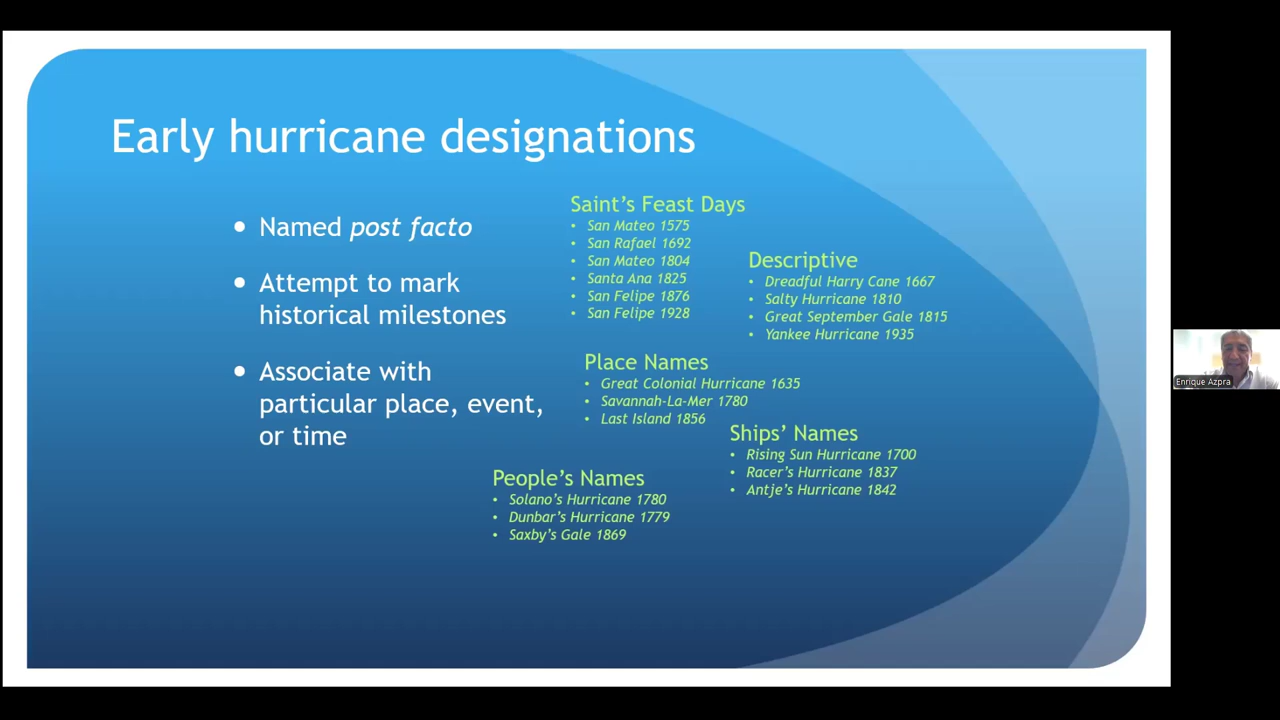 Early hurricane designations
• Named post facto
• Attempt to mark
historical milestones
• Associate with
particular place, event,
or time
Saint's Feast Days
• San Mateo 1575
• San Rafael 1692
• San Mateo 1804
• Santa Ana 1825
• San Felipe 1876
• San Felipe 1928
Descriptive
• Dreadful Harry Cane 1667
• Salty Hurricane 1810
• Great September Gale 1815
• Yankee Hurricane 1935
Place Names
• Great Colonial Hurricane 1635
• Savannah-La-Mer 1780
• Last Island 1856
Ships' Names
• Rising Sun Hurricane 1700
• Racer's Hurricane 1837
• Antje's Hurricane 1842
People's Names
• Solano's Hurricane 1780
• Dunbar's Hurricane 1779
• Saxby's Gale 1869
Enrique Azpra